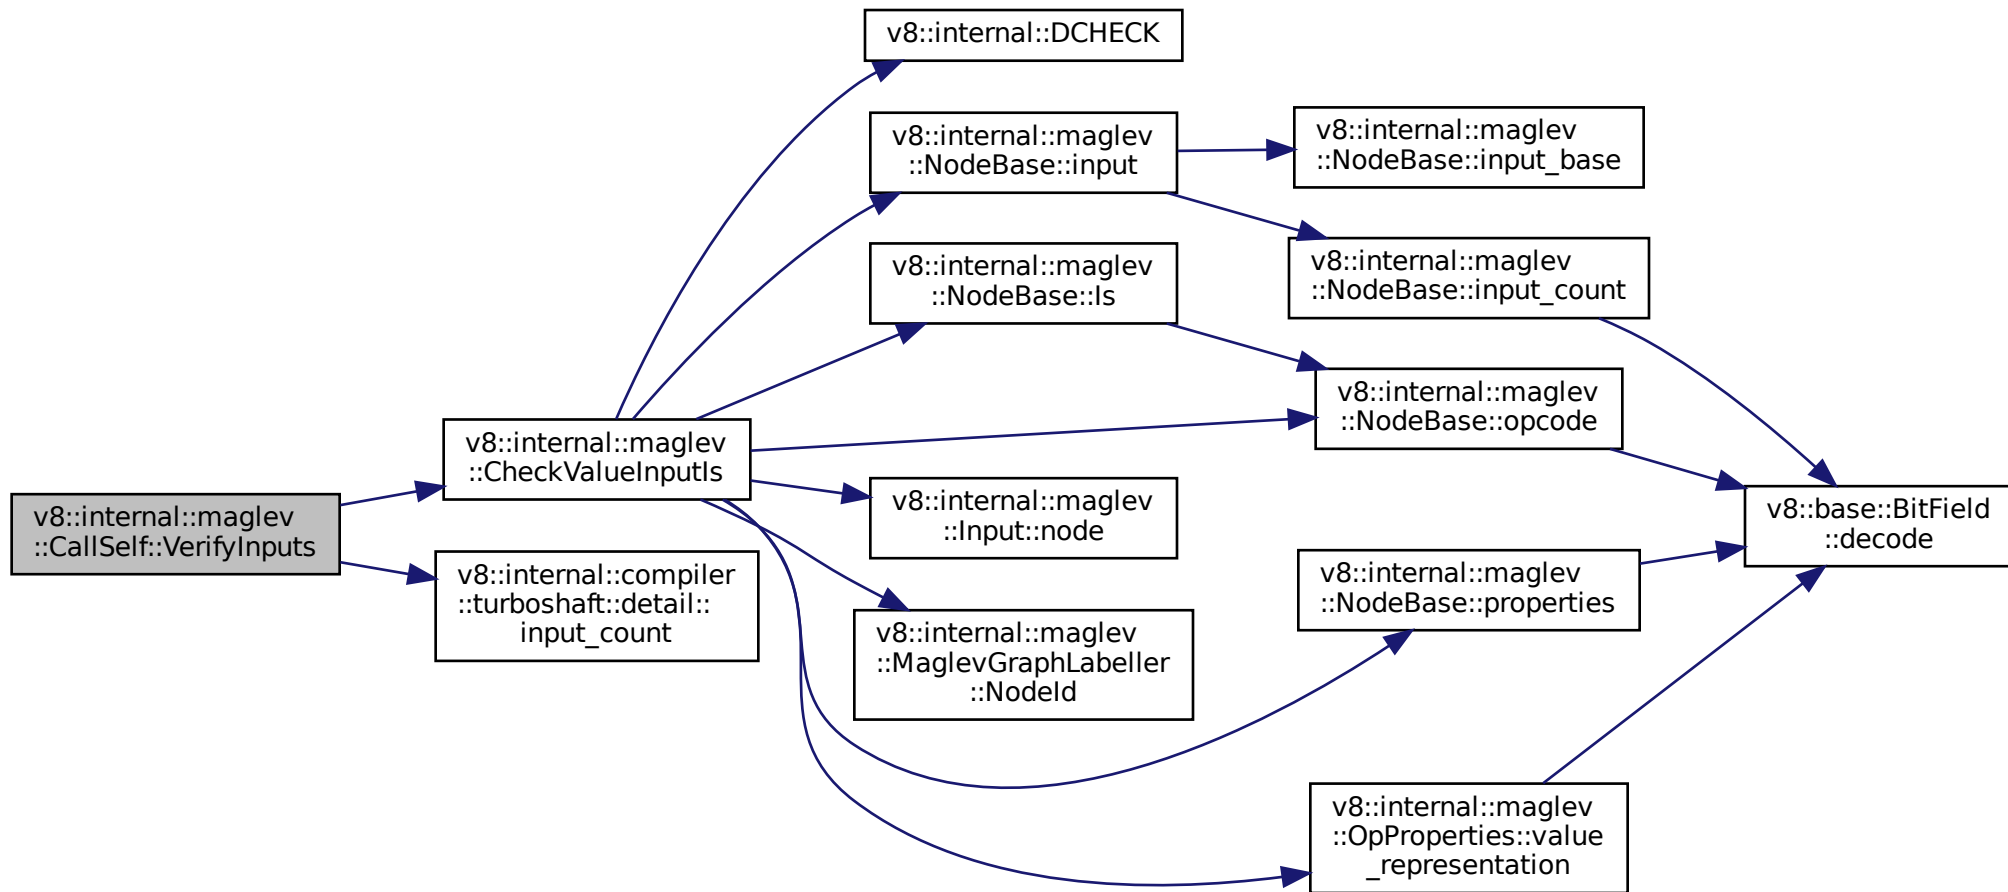 v8::internal::DCHECK
v8::internal::maglev
::NodeBase::input
v8::internal::maglev
::NodeBase::input_base
v8::internal::maglev
::NodeBase::Is
v8::internal::maglev
::NodeBase::input_count
v8::internal::maglev
::NodeBase::opcode
v8::internal::maglev
::CheckValueInputIs
v8::internal::maglev
::CallSelf::VerifyInputs
v8::internal::maglev
::Input::node
v8::base::BitField
::decode
v8::internal::compiler
::turboshaft::detail::
input_count
v8::internal::maglev
::NodeBase::properties
v8::internal::maglev
::MaglevGraphLabeller
::NodeId
v8::internal::maglev
::OpProperties::value
_representation